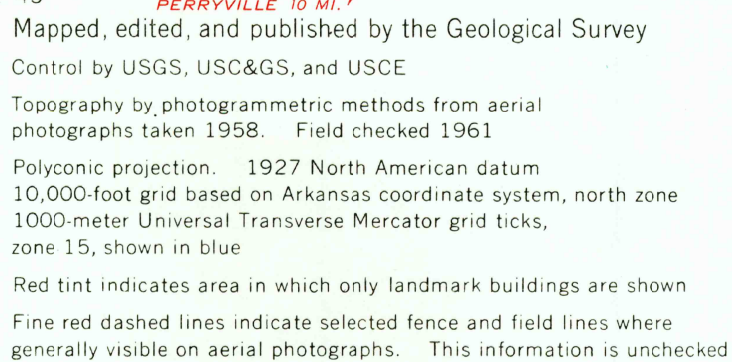 PERRYVILLE 10 MI.
Mapped, edited, and published by the Geological Survey
Control by USGS, USC&GS, and USCE
Topography by photogrammetric methods from aerial
photographs taken 1958. Field checked 1961
Polyconic projection. 1927 North American datum
10,000-foot grid based on Arkansas coordinate system, north zone
1000-meter Universal Transverse Mercator grid ticks,
zone 15, shown in blue
Red tint indicates area in which only landmark buildings are shown
Fine red dashed lines indicate selected fence and field lines where
generally visible on aerial photographs. This information is unchecked